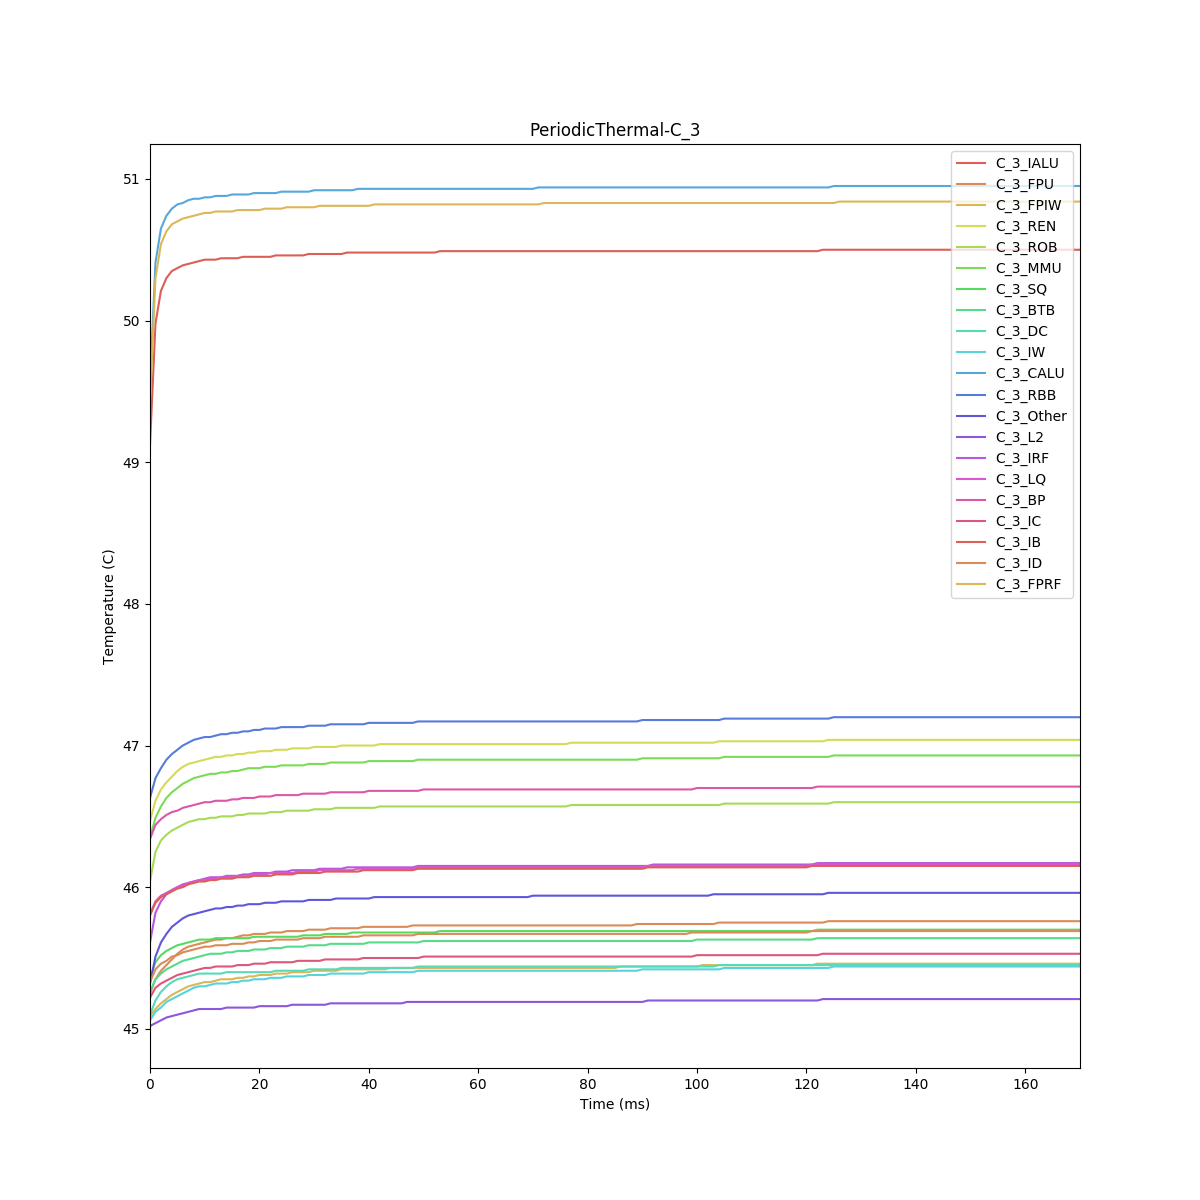 PeriodicThermal-C_3
51
50
49
48
47
46
45
Temperature (C)
0 20 40 60 80 100 120 140 160
Time (ms)
C_3_IALU
C_3_FPU
C_3_FPIW
C_3_REN
C_3_ROB
C_3_MMU
C_3_SQ
C_3_BTB
C_3_DC
C_3_IW
C_3_CALU
C_3_RBB
C_3_Other
C_3_L2
C_3_IRF
C_3_LQ
C_3_BP
C_3_IC
C_3_IB
C_3_ID
C_3_FPRF